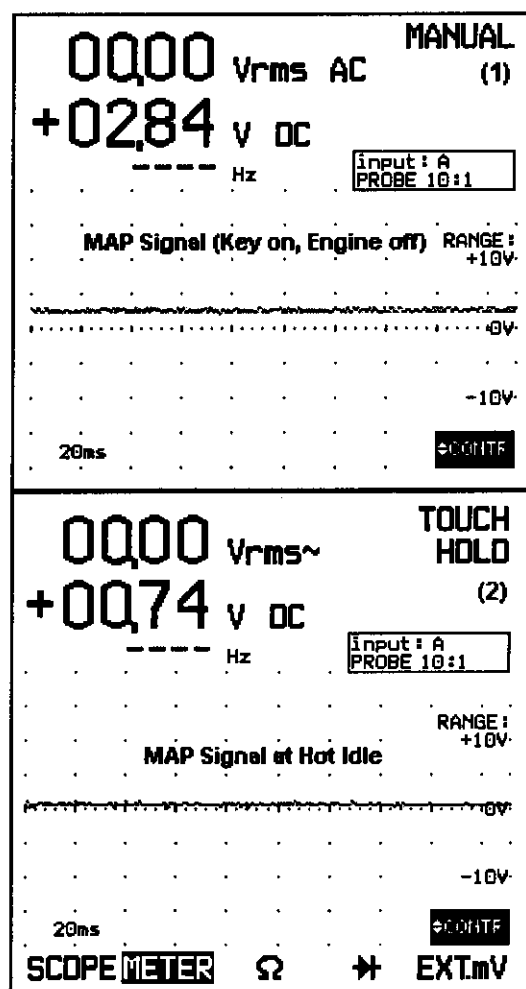 00.00 Vrms AC MANUAL
(1)
+02.84 V DC
---- Hz
input: A
PROBE 10:1
MAP Signal (Key on, Engine off)
RANGE:
+10V
0V
-10V
20ms
CONTR
00.00 Vrms~ TOUCH
HOLD
(2)
+00.74 V DC
---- Hz
input: A
PROBE 10:1
RANGE:
+10V
MAP Signal at Hot Idle
0V
-10V
20ms
CONTR
SCOPE METER Ω EXT.mV